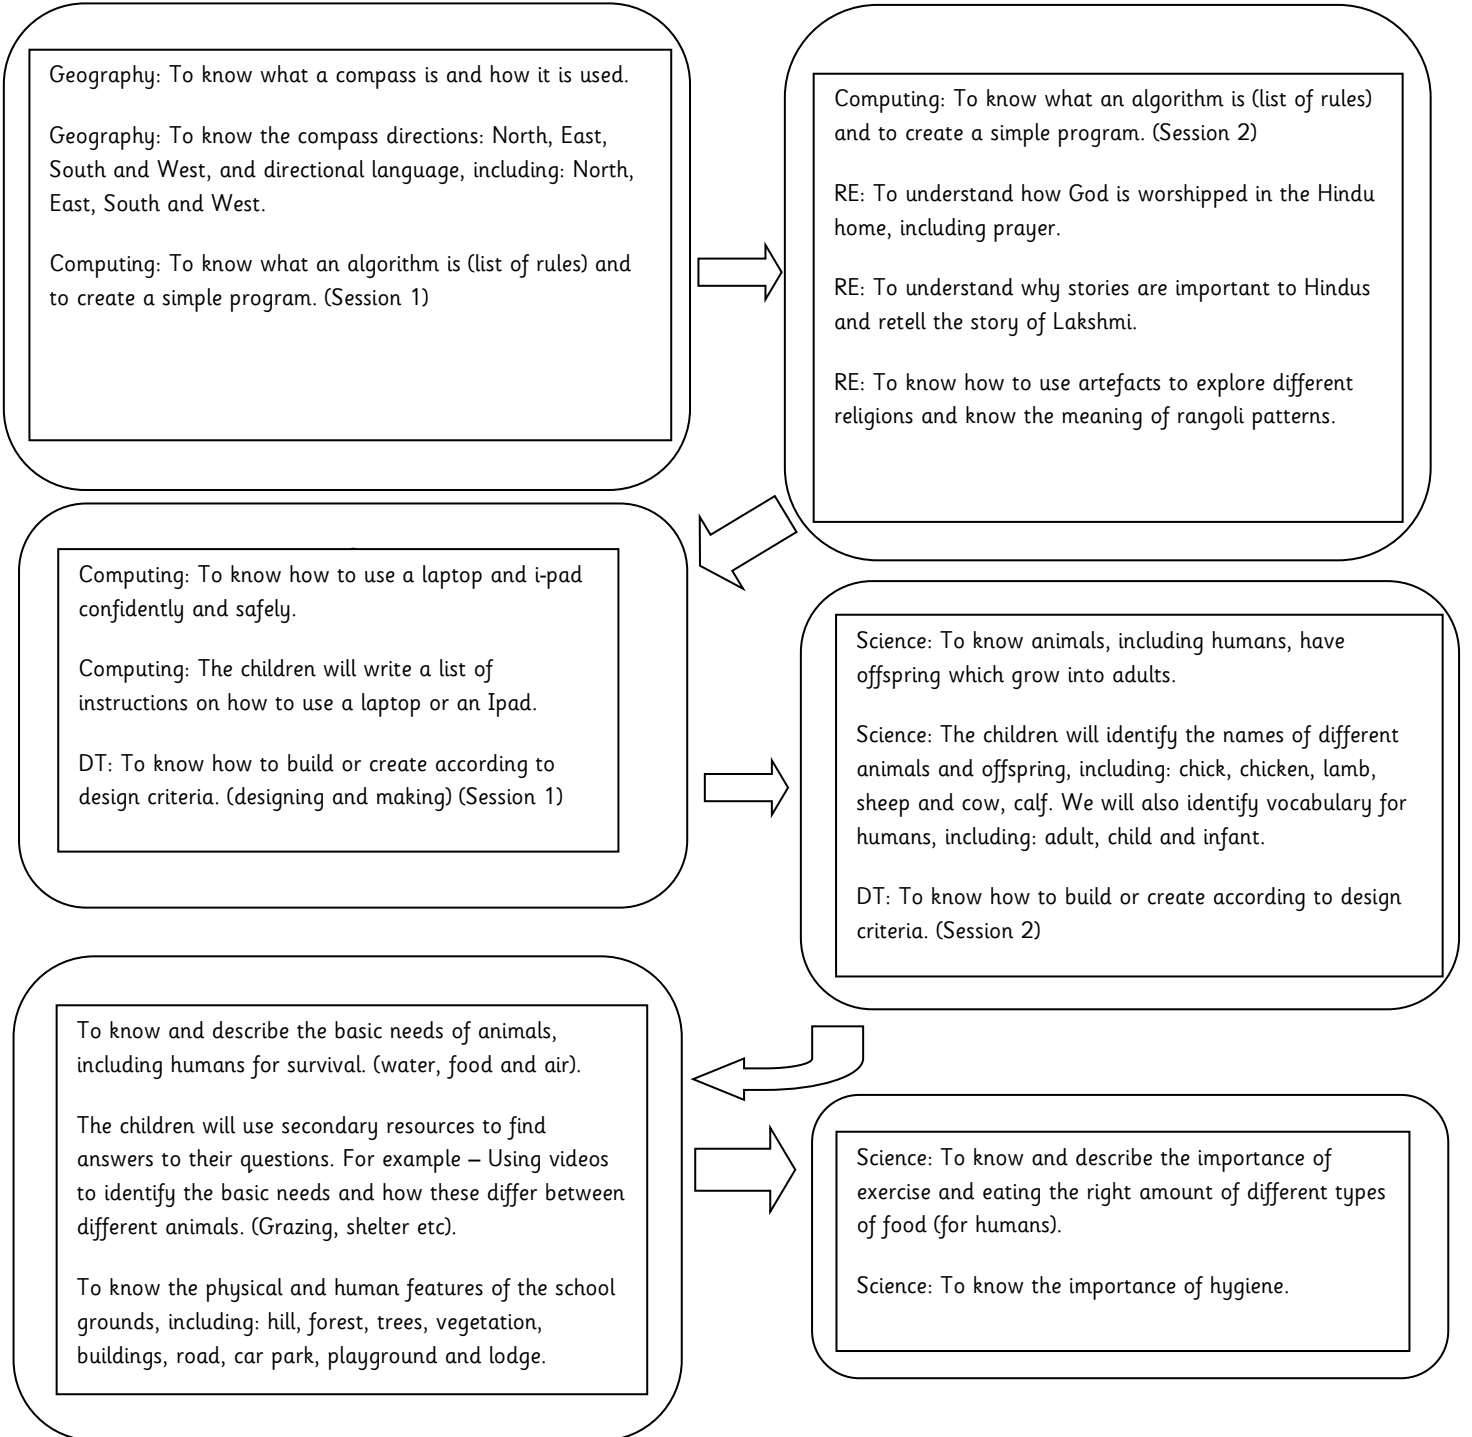 Geography: To know what a compass is and how it is used.
Geography: To know the compass directions: North, East,
South and West, and directional language, including: North,
East, South and West.
Computing: To know what an algorithm is (list of rules) and
to create a simple program. (Session 1)
Computing: To know what an algorithm is (list of rules)
and to create a simple program. (Session 2)
RE: To understand how God is worshipped in the Hindu
home, including prayer.
RE: To understand why stories are important to Hindus
and retell the story of Lakshmi.
RE: To know how to use artefacts to explore different
religions and know the meaning of rangoli patterns.
Computing: To know how to use a laptop and i-pad
confidently and safely.
Computing: The children will write a list of
instructions on how to use a laptop or an Ipad.
DT: To know how to build or create according to
design criteria. (designing and making) (Session 1)
Science: To know animals, including humans, have
offspring which grow into adults.
Science: The children will identify the names of different
animals and offspring, including: chick, chicken, lamb,
sheep and cow, calf. We will also identify vocabulary for
humans, including: adult, child and infant.
DT: To know how to build or create according to design
criteria. (Session 2)
To know and describe the basic needs of animals,
including humans for survival. (water, food and air).
The children will use secondary resources to find
answers to their questions. For example – Using videos
to identify the basic needs and how these differ between
different animals. (Grazing, shelter etc).
To know the physical and human features of the school
grounds, including: hill, forest, trees, vegetation,
buildings, road, car park, playground and lodge.
Science: To know and describe the importance of
exercise and eating the right amount of different types
of food (for humans).
Science: To know the importance of hygiene.